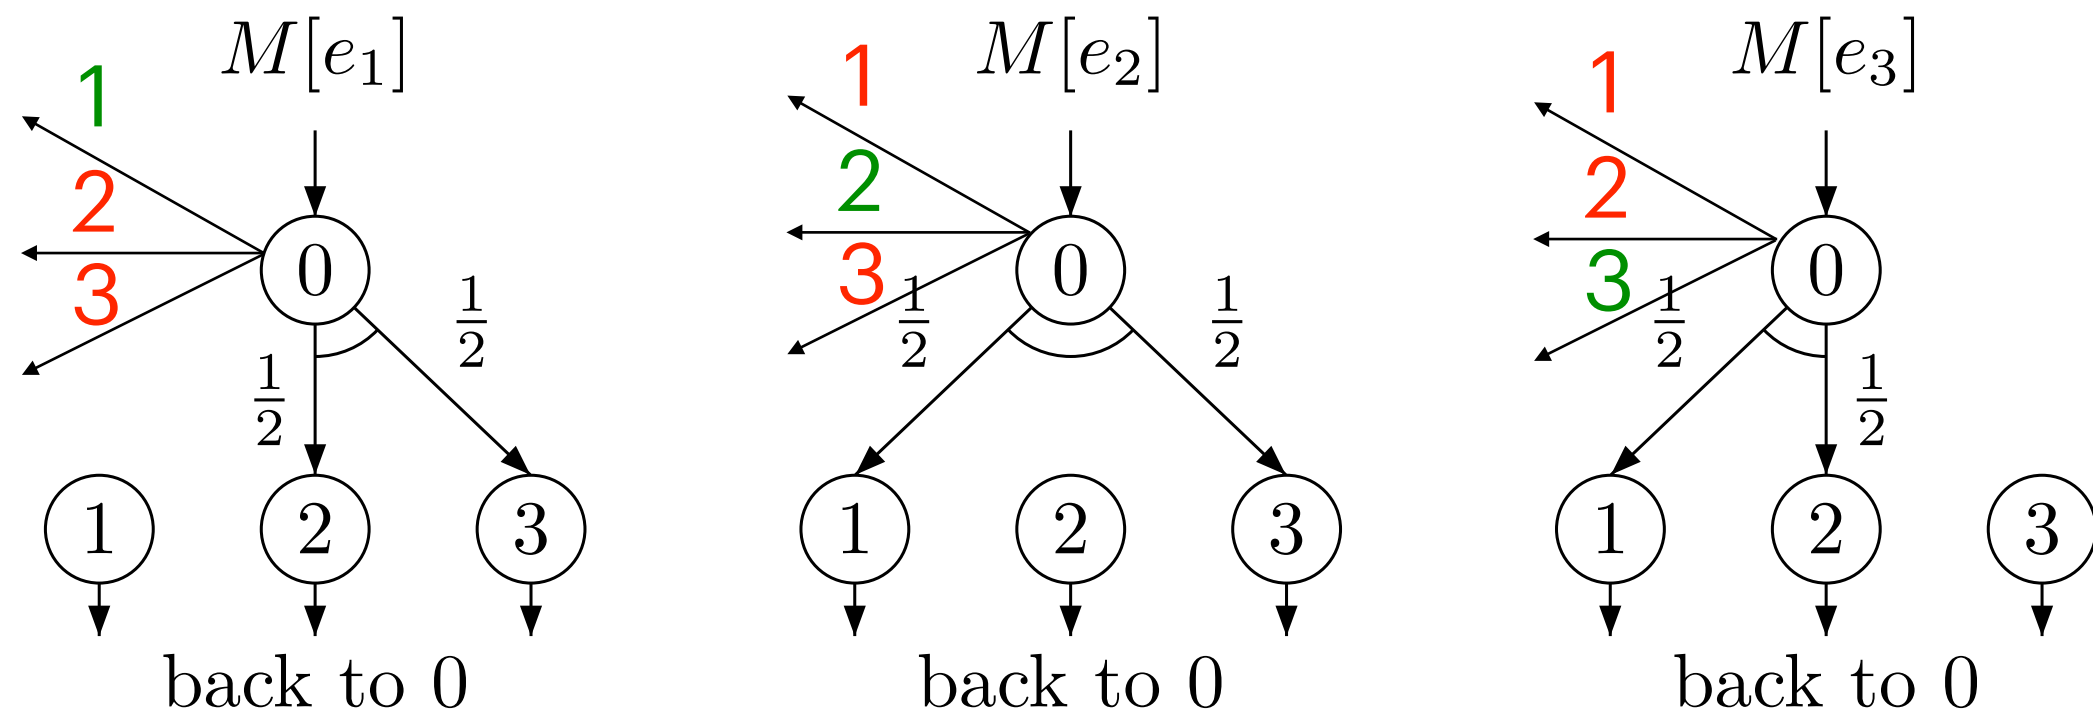 M[e₁] M[e₂] M[e₃]
1 1 1
2 2 2
3 3 3
0 0 0
1/2 1/2 1/2 1/2
1/2 1/2
1 2 3 1 2 3 1 2 3
back to 0 back to 0 back to 0